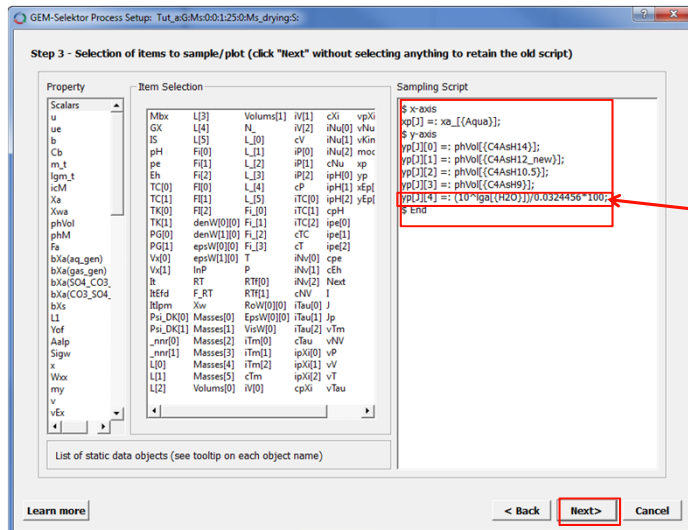 GEM-Selektor Process Setup: Tut_a:G:Ms:0:0:1:25:0:Ms_drying:S:
Step 3 - Selection of items to sample/plot (click "Next" without selecting anything to retain the old script)
Property
Scalars
u
ue
b
Cb
m_t
lgm_t
icM
Xa
Xwa
phVol
phM
Fa
bXa(aq_gen)
bXa(gas_gen)
bXa(SO4_CO3_
bXa(CO3_SO4_
bXs
L1
Yof
Aalp
Sigw
x
Wxx
my
v
vEx
Item Selection
Mbx L[3] Volums[1] iV[1] cXi vpXi
GX L[4] N_ iV[2] iNu[0] vNu
IS L[5] L_[0] cV iNu[1] vKin
pH Fi[0] L_[1] iP[0] iNu[2] moc
pe Fi[1] L_[2] iP[1] cNu xp
Eh Fi[2] L_[3] iP[2] ipH[0] yp
TC[0] Fl[0] L_[4] cP ipH[1] xEp[
TC[1] Fl[1] L_[5] iTC[0] ipH[2] yEp[
TK[0] Fl[2] Fi_[0] iTC[1] cpH
TK[1] denW[0][0] Fi_[1] iTC[2] ipe[0]
PG[0] denW[1][0] Fi_[2] cTC ipe[1]
PG[1] epsW[0][0] Fi_[3] cT ipe[2]
Vx[0] epsW[1][0] T iNv[0] cpe
Vx[1] lnP P iNv[1] cEh
It RT RTf[0] iNv[2] Next
ItEfd F_RT RTf[1] cNV I
ItIpm Xw RoW[0][0] iTau[0] J
Psi_DK[0] Masses[0] EpsW[0][0] iTau[1] Jp
Psi_DK[1] Masses[1] VisW[0] iTau[2] vTm
_nnr[0] Masses[2] iTm[0] cTau vNV
_nnr[1] Masses[3] iTm[1] ipXi[0] vP
L[0] Masses[4] iTm[2] ipXi[1] vV
L[1] Masses[5] cTm ipXi[2] vT
L[2] Volums[0] iV[0] cpXi vTau
Sampling Script
$ x-axis
xp[J] =: xa_[{Aqua}];
$ y-axis
yp[J][0] =: phVol[{C4AsH14}];
yp[J][1] =: phVol[{C4AsH12_new}];
yp[J][2] =: phVol[{C4AsH10.5}];
yp[J][3] =: phVol[{C4AsH9}];
yp[J][4] =: (10^lga[{H2O}])/0.0324456*100;
$ End
List of static data objects (see tooltip on each object name)
Learn more
< Back
Next>
Cancel